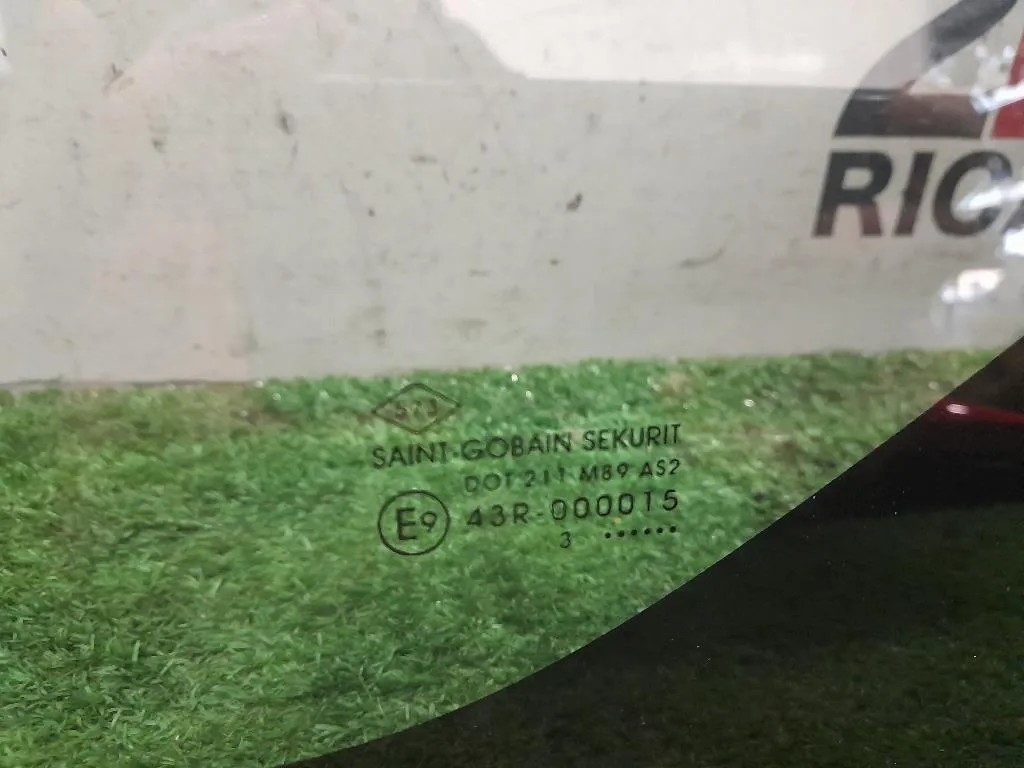 RIC
573
SAINT-GOBAIN SEKURIT
DOT 211 M89 AS2
E9 43R-000015
3 ······